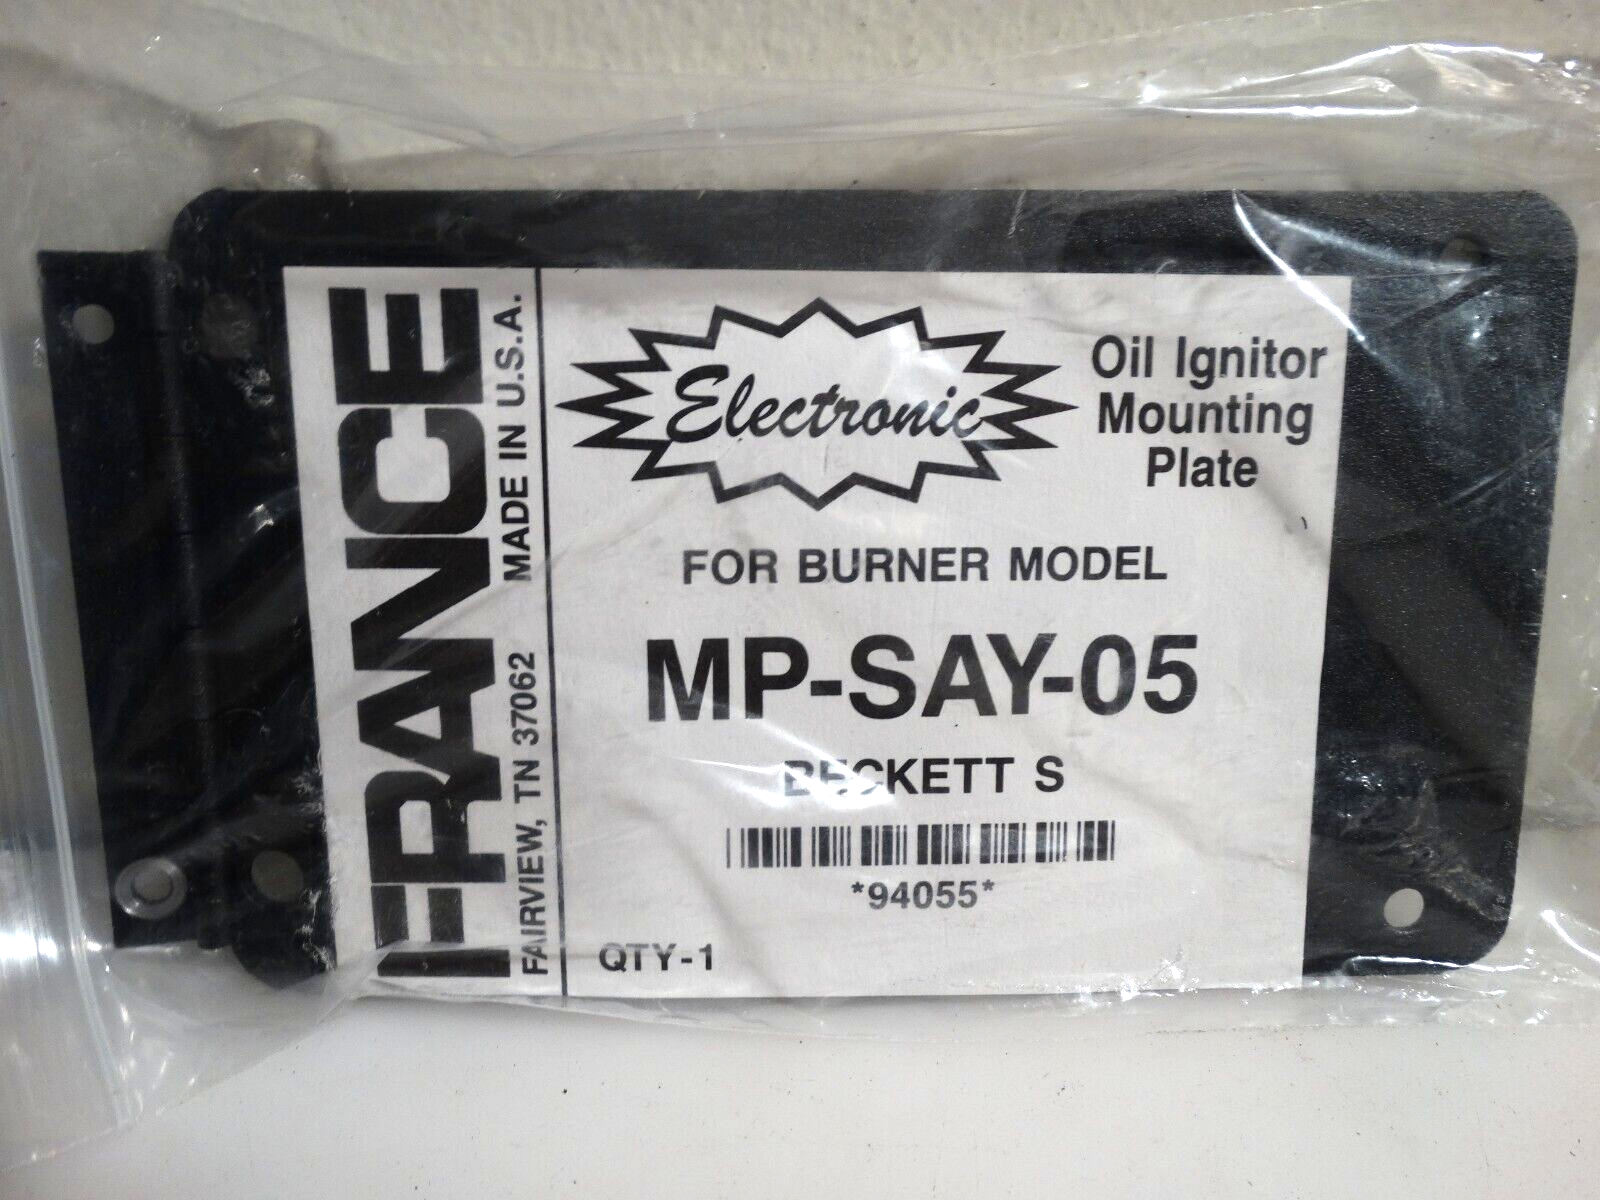 FRANCE
FAIRVIEW, TN 37062 MADE IN U.S.A.
Electronic
Oil Ignitor
Mounting
Plate
FOR BURNER MODEL
MP-SAY-05
BECKETT S
*94055*
QTY-1